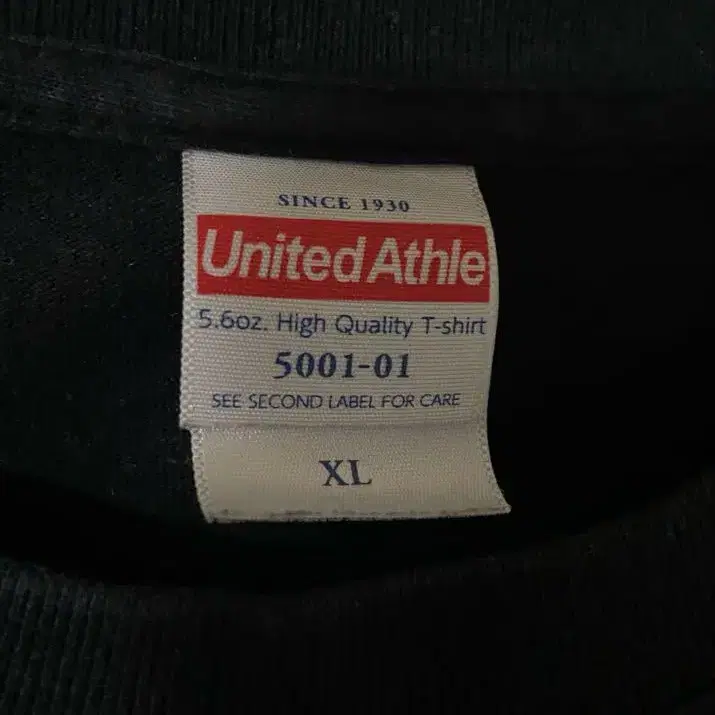 SINCE 1930
United Athle
5.6oz. High Quality T-shirt
5001-01
SEE SECOND LABEL FOR CARE
XL